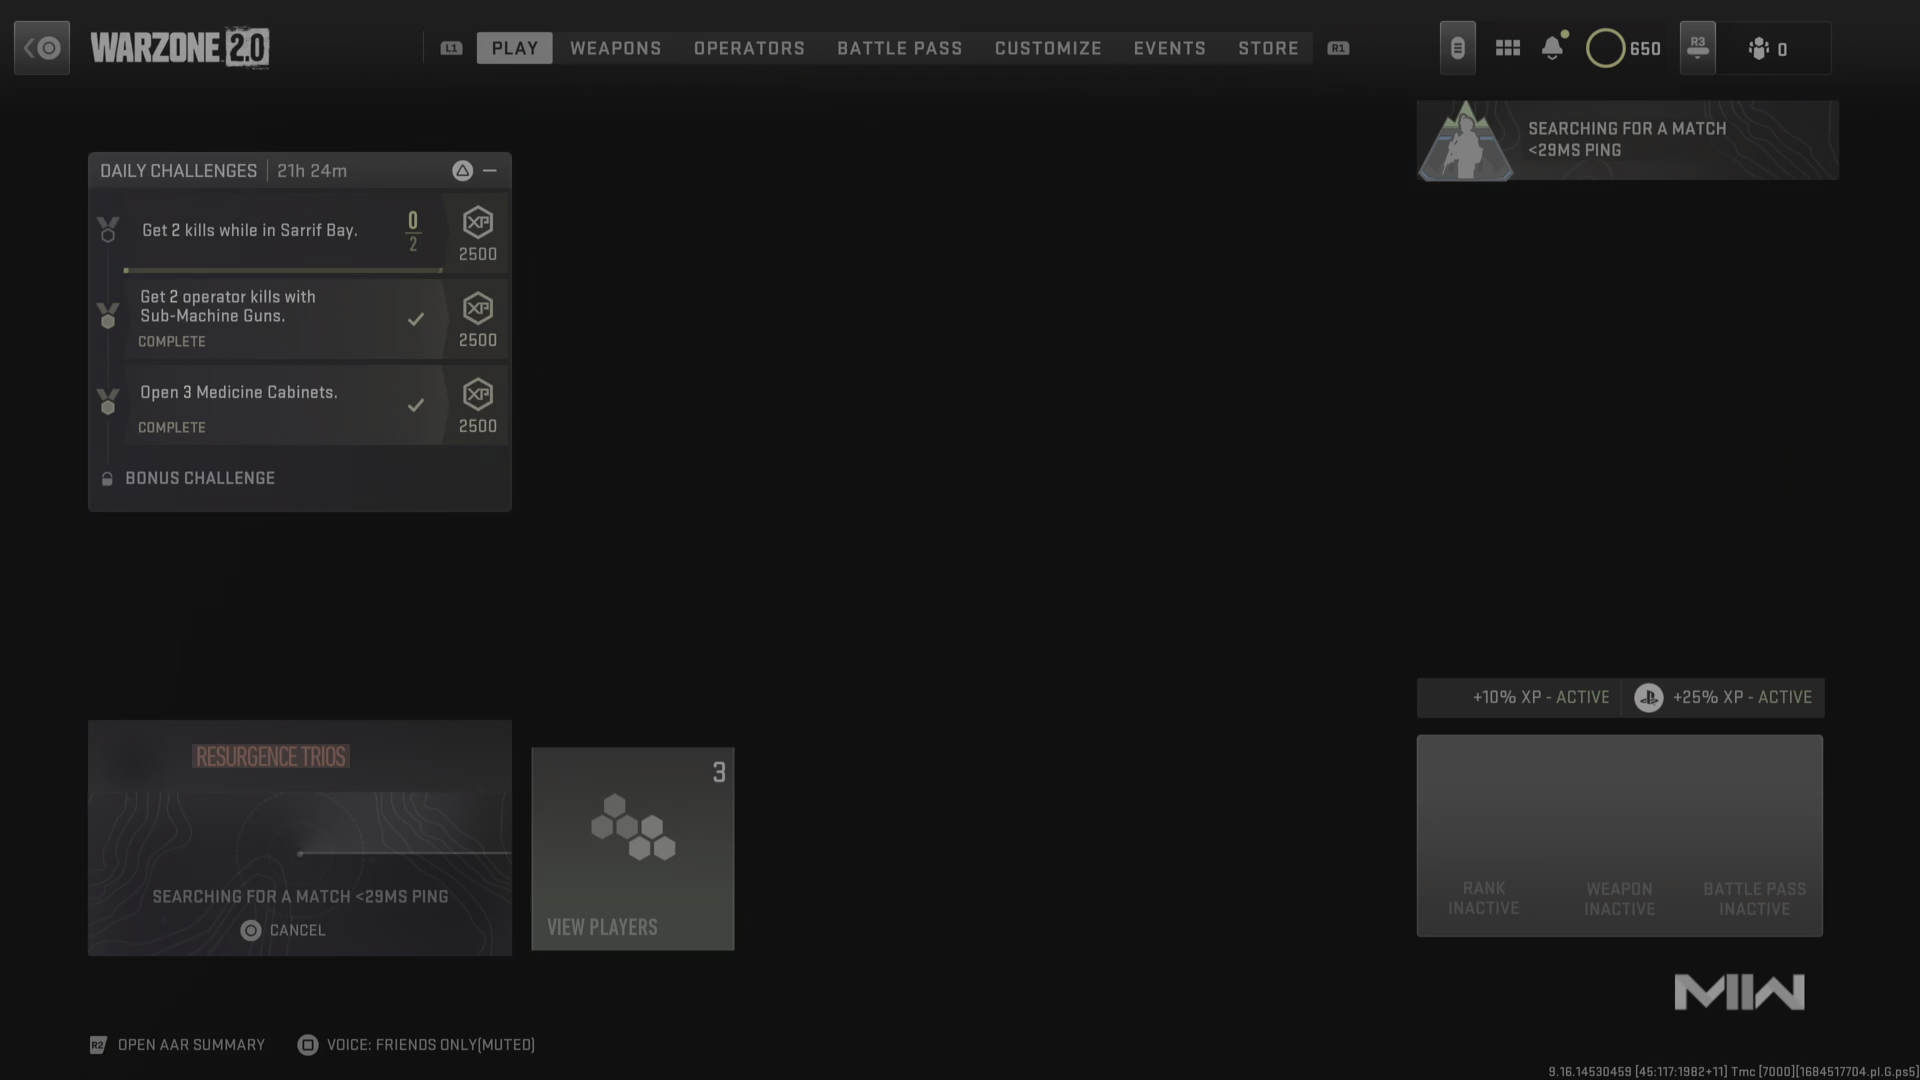 WARZONE 2.0
L1
PLAY
WEAPONS
OPERATORS
BATTLE PASS
CUSTOMIZE
EVENTS
STORE
R1
650
R3
0
SEARCHING FOR A MATCH
<29MS PING
DAILY CHALLENGES
21h 24m
Get 2 kills while in Sarrif Bay.
0
2
XP
2500
Get 2 operator kills with
Sub-Machine Guns.
COMPLETE
XP
2500
Open 3 Medicine Cabinets.
COMPLETE
XP
2500
BONUS CHALLENGE
+10% XP - ACTIVE
+25% XP - ACTIVE
RESURGENCE TRIOS
SEARCHING FOR A MATCH <29MS PING
CANCEL
3
VIEW PLAYERS
RANK
INACTIVE
WEAPON
INACTIVE
BATTLE PASS
INACTIVE
MW
R2
OPEN AAR SUMMARY
VOICE: FRIENDS ONLY(MUTED)
9.16.14530459 [45:117:1982+11] Tmc [7000][1684517704.pl.G.ps5]